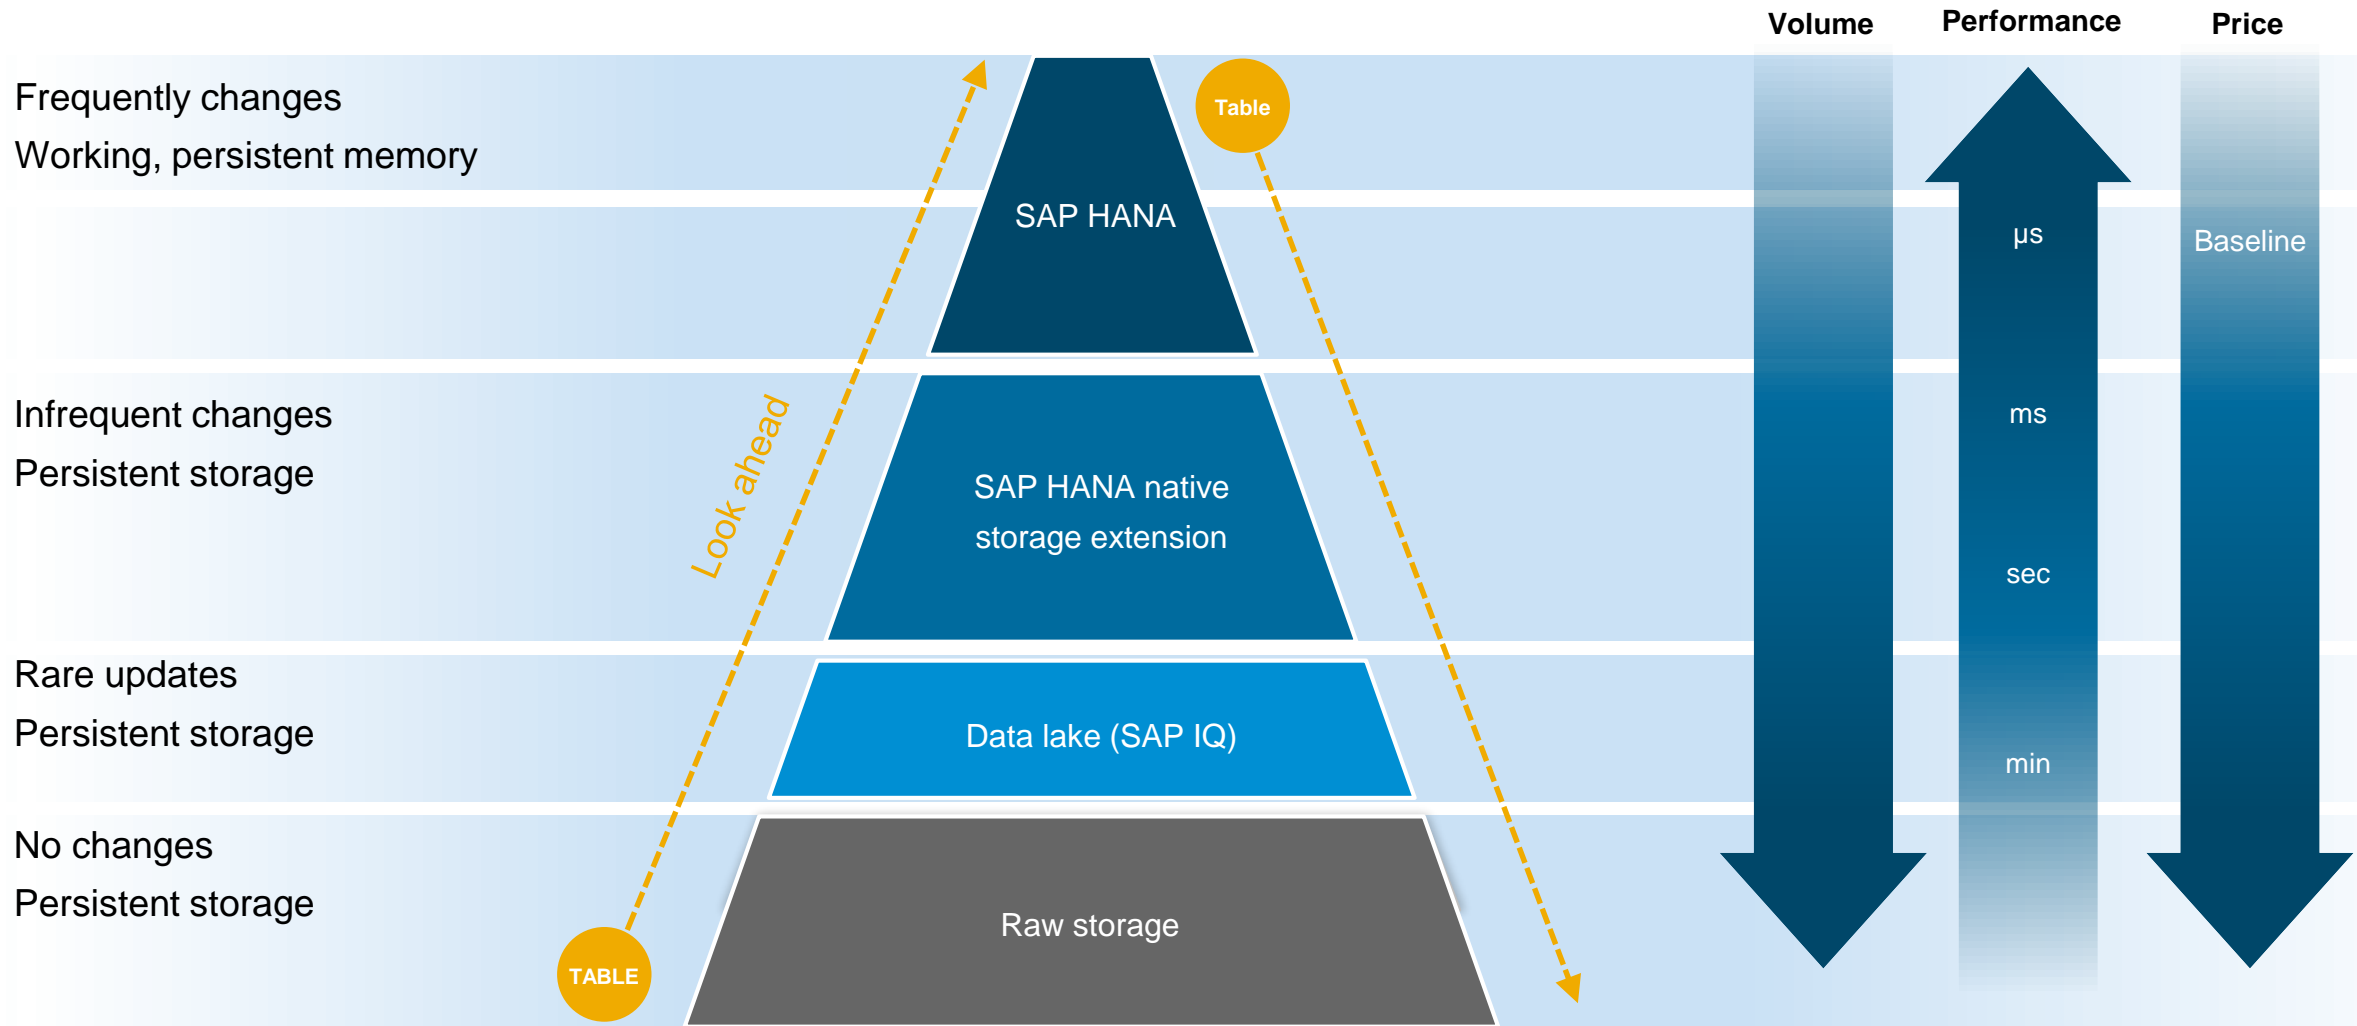 Volume
Performance
Price
Frequently changes
Working, persistent memory
Table
SAP HANA
µs
Baseline
Infrequent changes
Persistent storage
Look ahead
SAP HANA native
storage extension
ms
sec
Rare updates
Persistent storage
Data lake (SAP IQ)
min
No changes
Persistent storage
Raw storage
TABLE